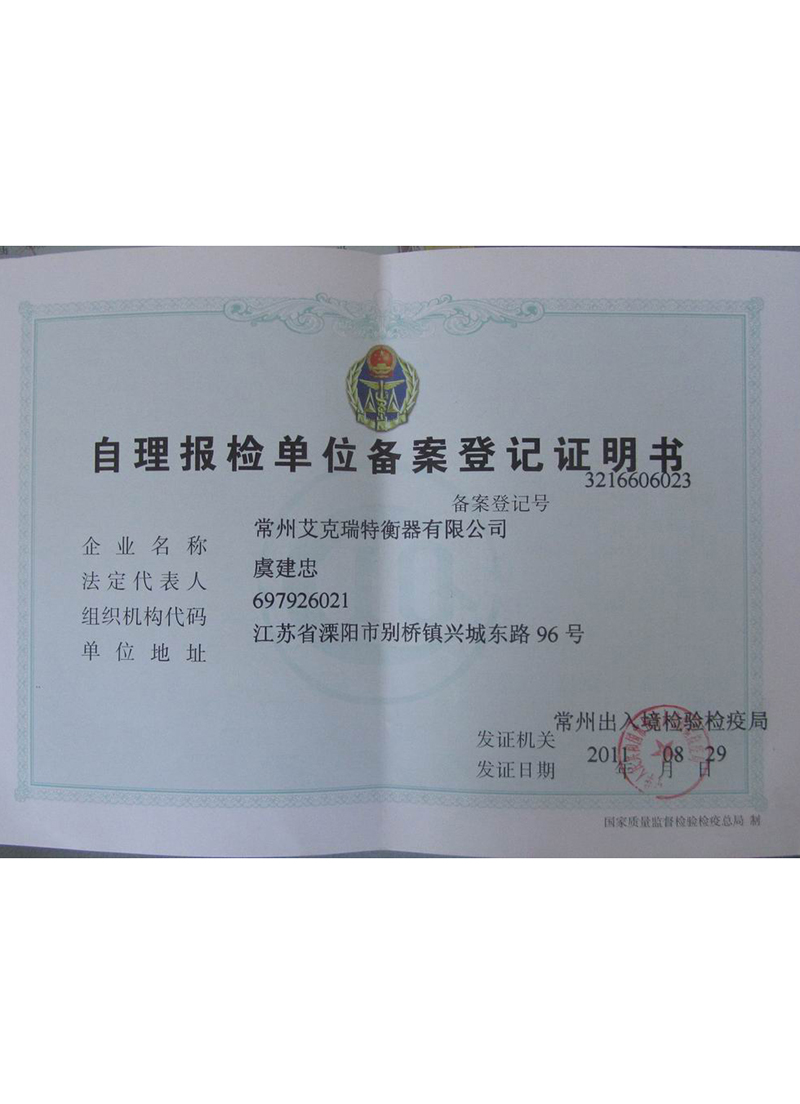 自理报检单位备案登记证明书
备案登记号 3216606023
企业名称 常州艾克瑞特衡器有限公司
法定代表人 虞建忠
组织机构代码 697926021
单位地址 江苏省溧阳市别桥镇兴城东路 96 号
发证机关 常州出入境检验检疫局
发证日期 2011 年 08 月 29 日
国家质量监督检验检疫总局 制